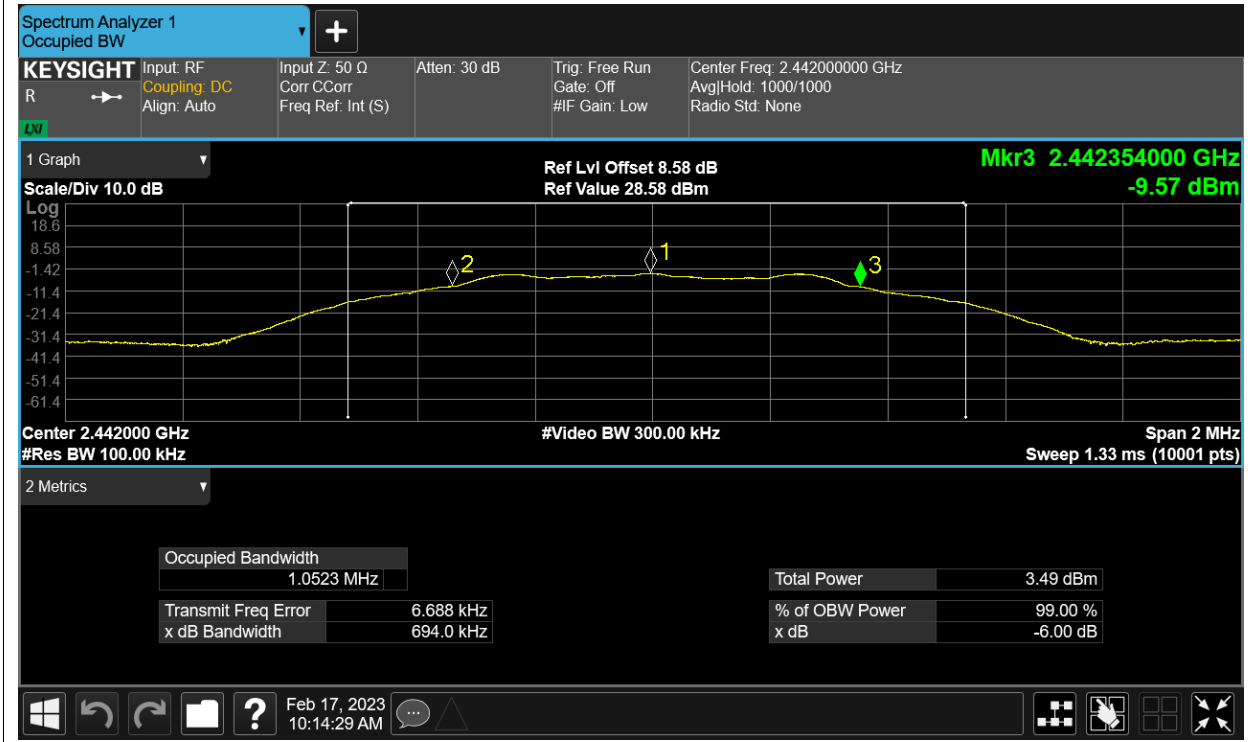 Spectrum Analyzer 1
Occupied BW
KEYSIGHT
R
LXI
Input: RF
Coupling: DC
Align: Auto
Input Z: 50 Ω
Corr CCorr
Freq Ref: Int (S)
Atten: 30 dB
Trig: Free Run
Gate: Off
#IF Gain: Low
Center Freq: 2.442000000 GHz
Avg|Hold: 1000/1000
Radio Std: None
1 Graph
Scale/Div 10.0 dB
Ref Lvl Offset 8.58 dB
Ref Value 28.58 dBm
Mkr3 2.442354000 GHz
-9.57 dBm
Log
18.6
8.58
-1.42
-11.4
-21.4
-31.4
-41.4
-51.4
-61.4
2
1
3
Center 2.442000 GHz
#Res BW 100.00 kHz
#Video BW 300.00 kHz
Span 2 MHz
Sweep 1.33 ms (10001 pts)
2 Metrics
Occupied Bandwidth
1.0523 MHz
Transmit Freq Error 6.688 kHz
x dB Bandwidth 694.0 kHz
Total Power 3.49 dBm
% of OBW Power 99.00 %
x dB -6.00 dB
?
Feb 17, 2023
10:14:29 AM